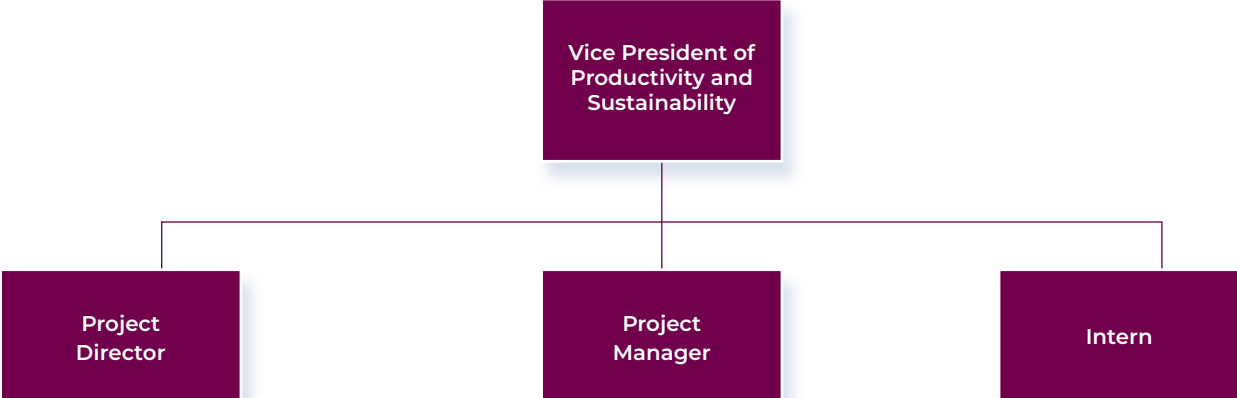 Vice President of
Productivity and
Sustainability
Project
Director
Project
Manager
Intern